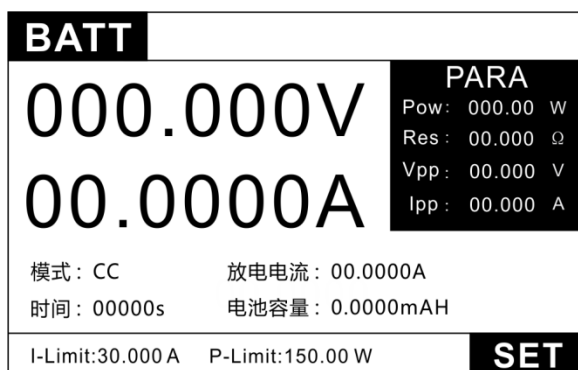 BATT
000.000V
00.0000A
PARA
Pow: 000.00 W
Res: 00.000 Ω
Vpp: 00.000 V
Ipp: 00.000 A
模式: CC 放电电流: 00.0000A
时间: 00000s 电池容量: 0.0000mAH
I-Limit:30.000 A P-Limit:150.00 W SET